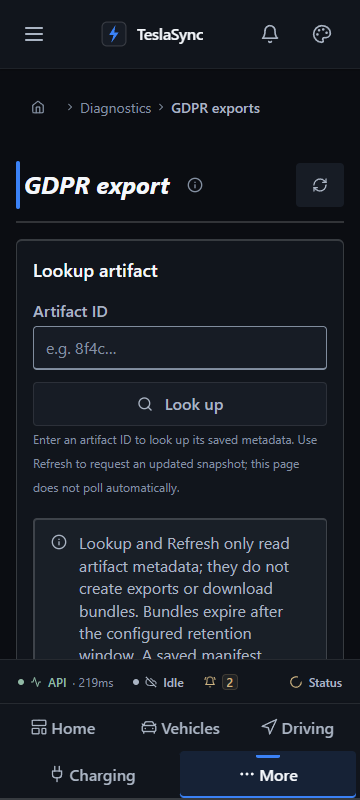 TeslaSync
Diagnostics > GDPR exports
GDPR export
Lookup artifact
Artifact ID
e.g. 8f4c...
Look up
Enter an artifact ID to look up its saved metadata. Use
Refresh to request an updated snapshot; this page
does not poll automatically.
Lookup and Refresh only read
artifact metadata; they do not
create exports or download
bundles. Bundles expire after
the configured retention
window. A saved manifest
API · 219ms Idle 2 Status
Home Vehicles Driving
Charging More